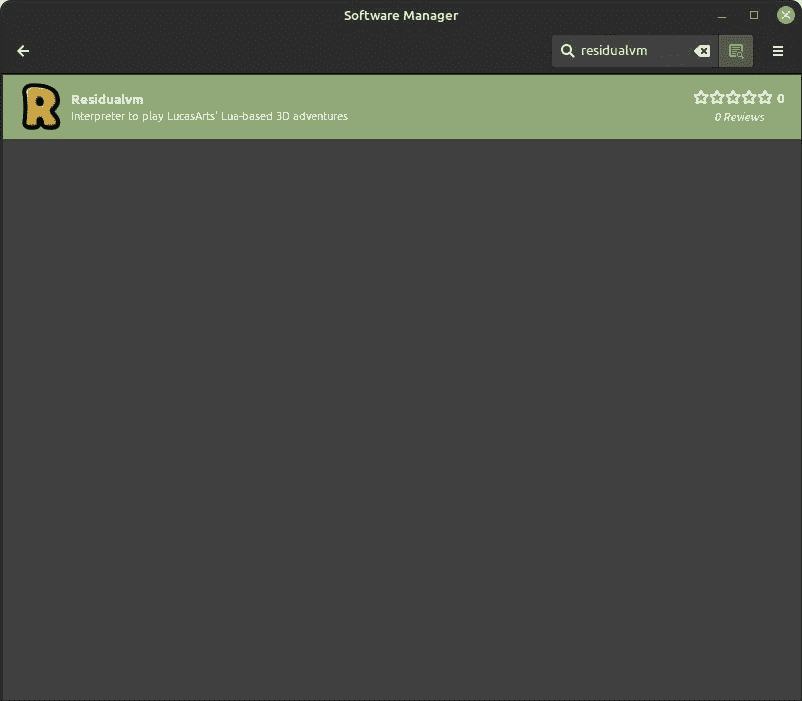 Software Manager
residualvm
R
Residualvm
0
Interpreter to play LucasArts' Lua-based 3D adventures
0 Reviews